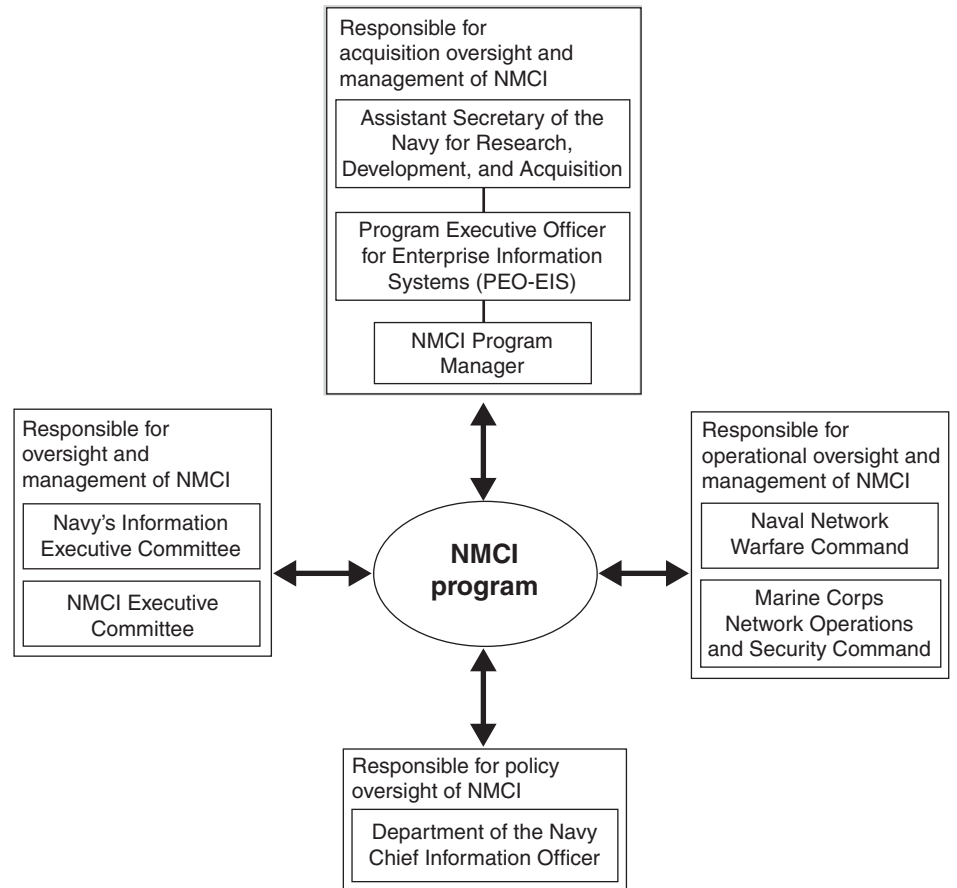 Responsible for
acquisition oversight and
management of NMCI
Assistant Secretary of the
Navy for Research,
Development, and Acquisition
Program Executive Officer
for Enterprise Information
Systems (PEO-EIS)
NMCI Program
Manager
Responsible for
oversight and
management of NMCI
Navy's Information
Executive Committee
NMCI Executive
Committee
NMCI
program
Responsible for
operational oversight and
management of NMCI
Naval Network
Warfare Command
Marine Corps
Network Operations
and Security Command
Responsible for policy
oversight of NMCI
Department of the Navy
Chief Information Officer